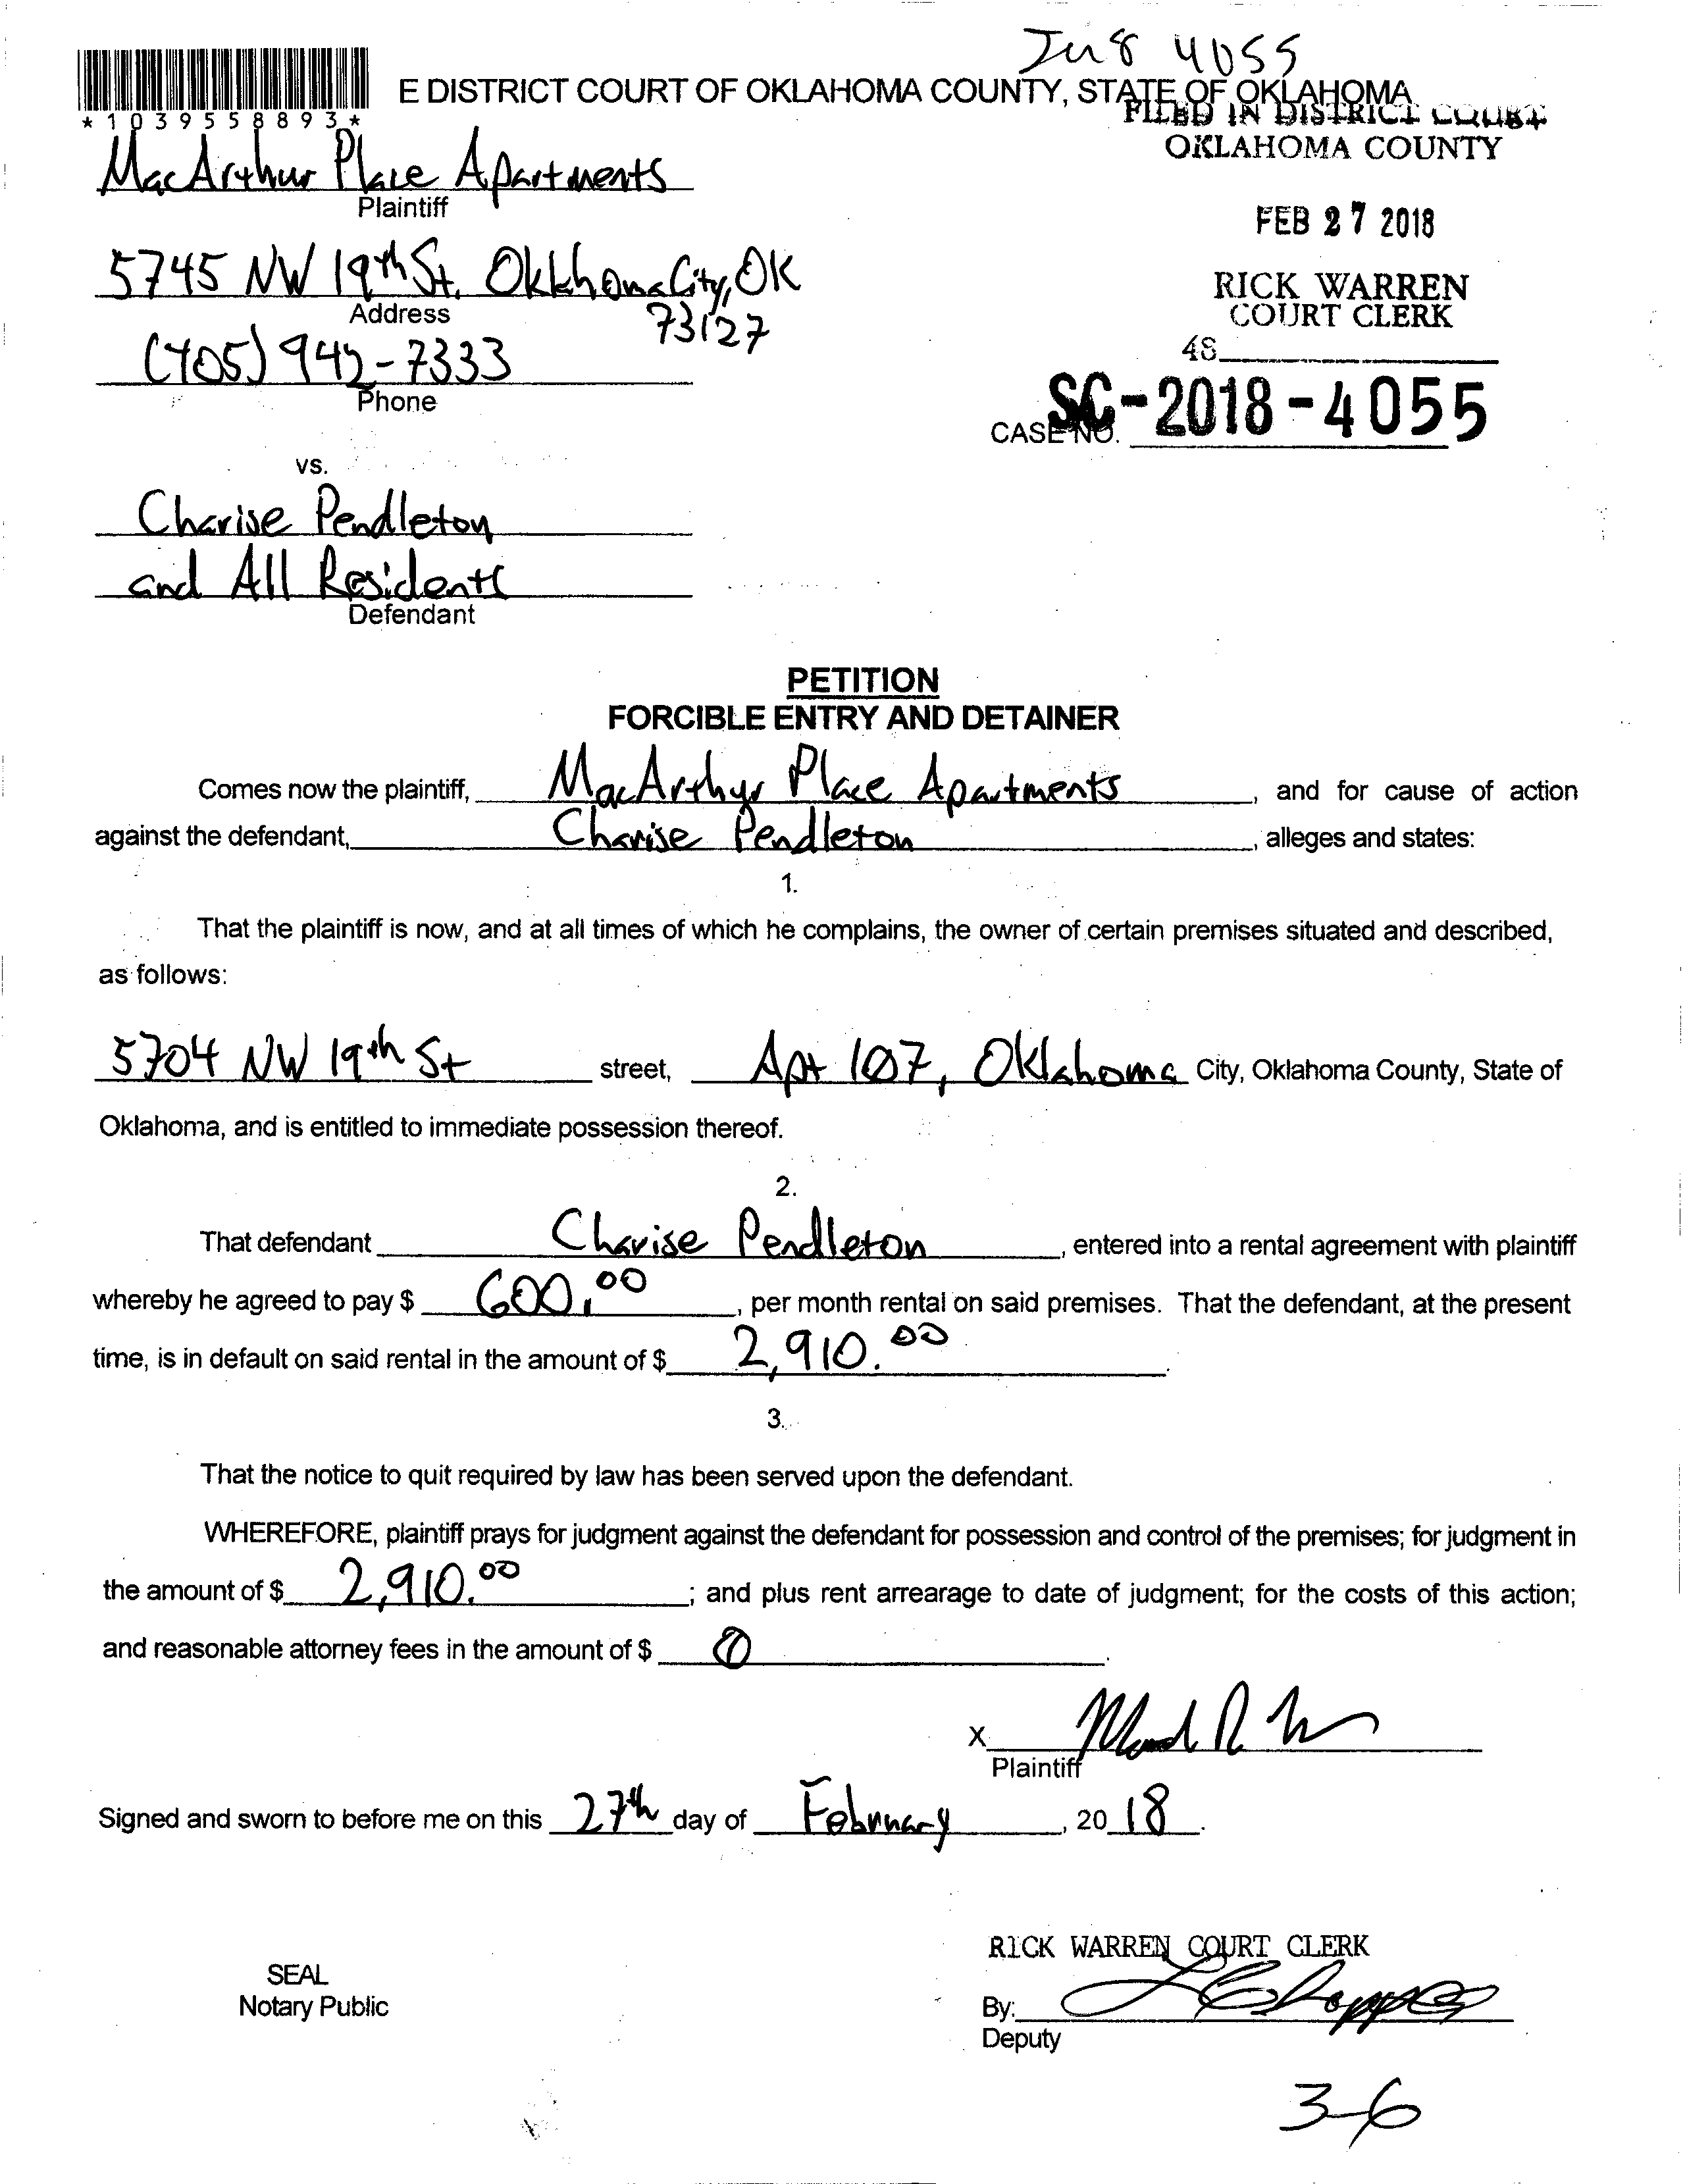 4055
E DISTRICT COURT OF OKLAHOMA COUNTY, STATE OF OKLAHOMA
*1039558893*
FILED IN DISTRICT COURT
OKLAHOMA COUNTY
MacArthur Place Apartments
Plaintiff
FEB 27 2018
5745 NW 19th St. Oklahoma City, OK
73127
Address
RICK WARREN
COURT CLERK
(405) 942-7333
Phone
48
CASE NO. SC-2018-4055
vs.
Charise Pendleton
and All Residents
Defendant
PETITION
FORCIBLE ENTRY AND DETAINER
Comes now the plaintiff, MacArthur Place Apartments, and for cause of action
against the defendant, Charise Pendleton, alleges and states:
1.
That the plaintiff is now, and at all times of which he complains, the owner of certain premises situated and described,
as follows:
5704 NW 19th St street, Apt 107, Oklahoma City, Oklahoma County, State of
Oklahoma, and is entitled to immediate possession thereof.
2.
That defendant Charise Pendleton, entered into a rental agreement with plaintiff
whereby he agreed to pay $ 600.00, per month rental on said premises. That the defendant, at the present
time, is in default on said rental in the amount of $ 2,910.00.
3.
That the notice to quit required by law has been served upon the defendant.
WHEREFORE, plaintiff prays for judgment against the defendant for possession and control of the premises; for judgment in
the amount of $ 2,910.00; and plus rent arrearage to date of judgment; for the costs of this action;
and reasonable attorney fees in the amount of $
X
Plaintiff
Signed and sworn to before me on this 27th day of February, 2018.
RICK WARREN COURT CLERK
SEAL
Notary Public
By:
Deputy
3-6